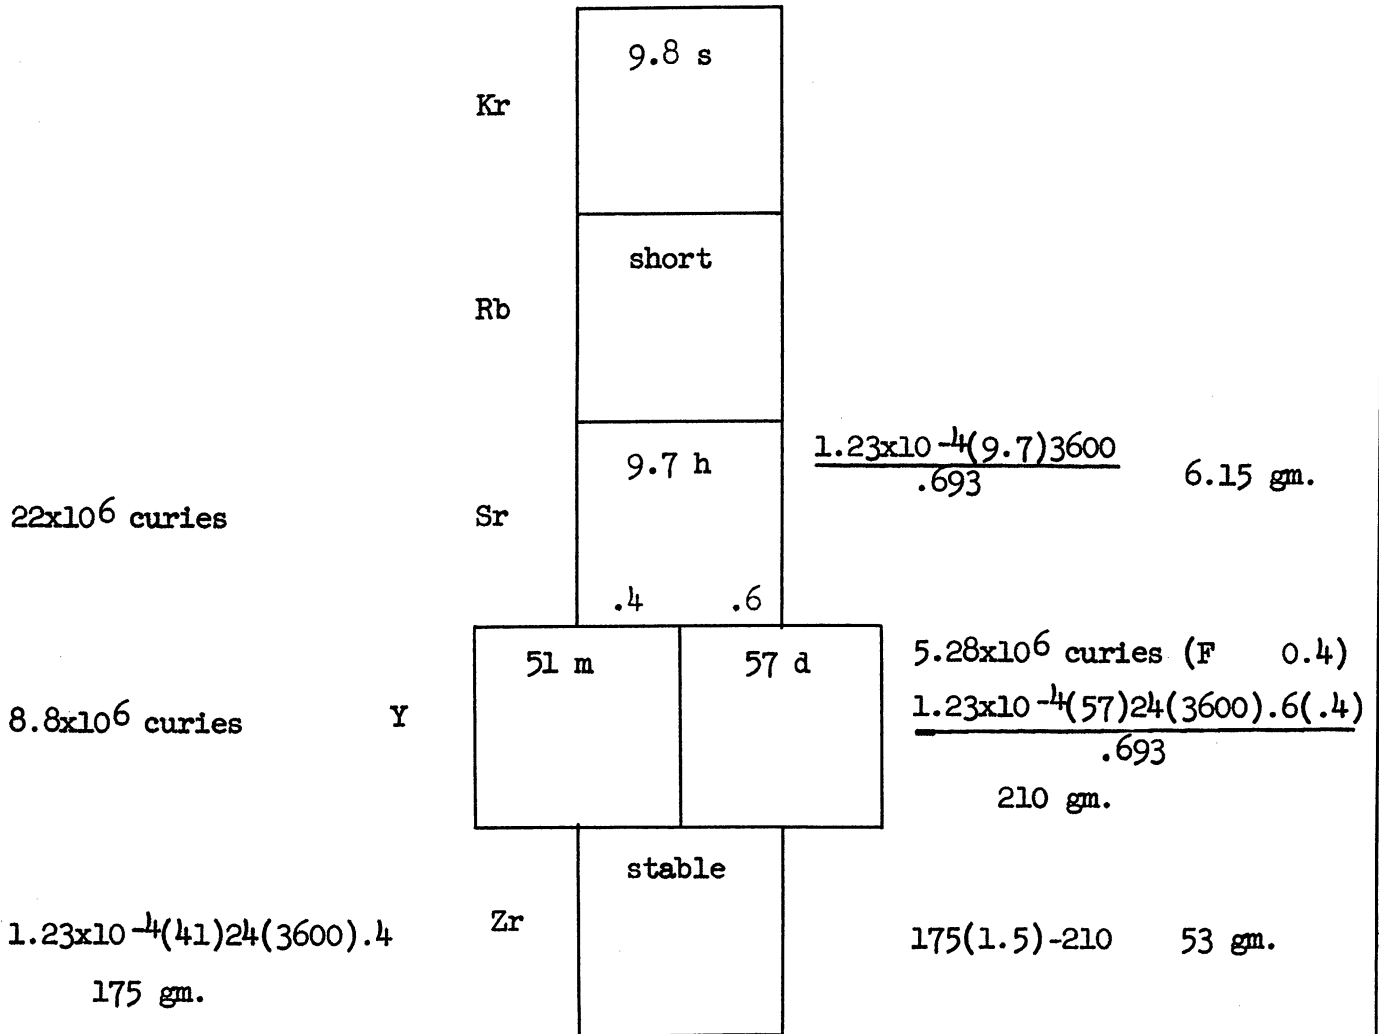 9.8 s
Kr
short
Rb
9.7 h
1.23x10⁻⁴(9.7)3600
.693
6.15 gm.
22x10⁶ curies
Sr
.4 .6
51 m
57 d
5.28x10⁶ curies (F 0.4)
8.8x10⁶ curies
Y
1.23x10⁻⁴(57)24(3600).6(.4)
.693
210 gm.
stable
Zr
1.23x10⁻⁴(41)24(3600).4
175 gm.
175(1.5)-210 53 gm.